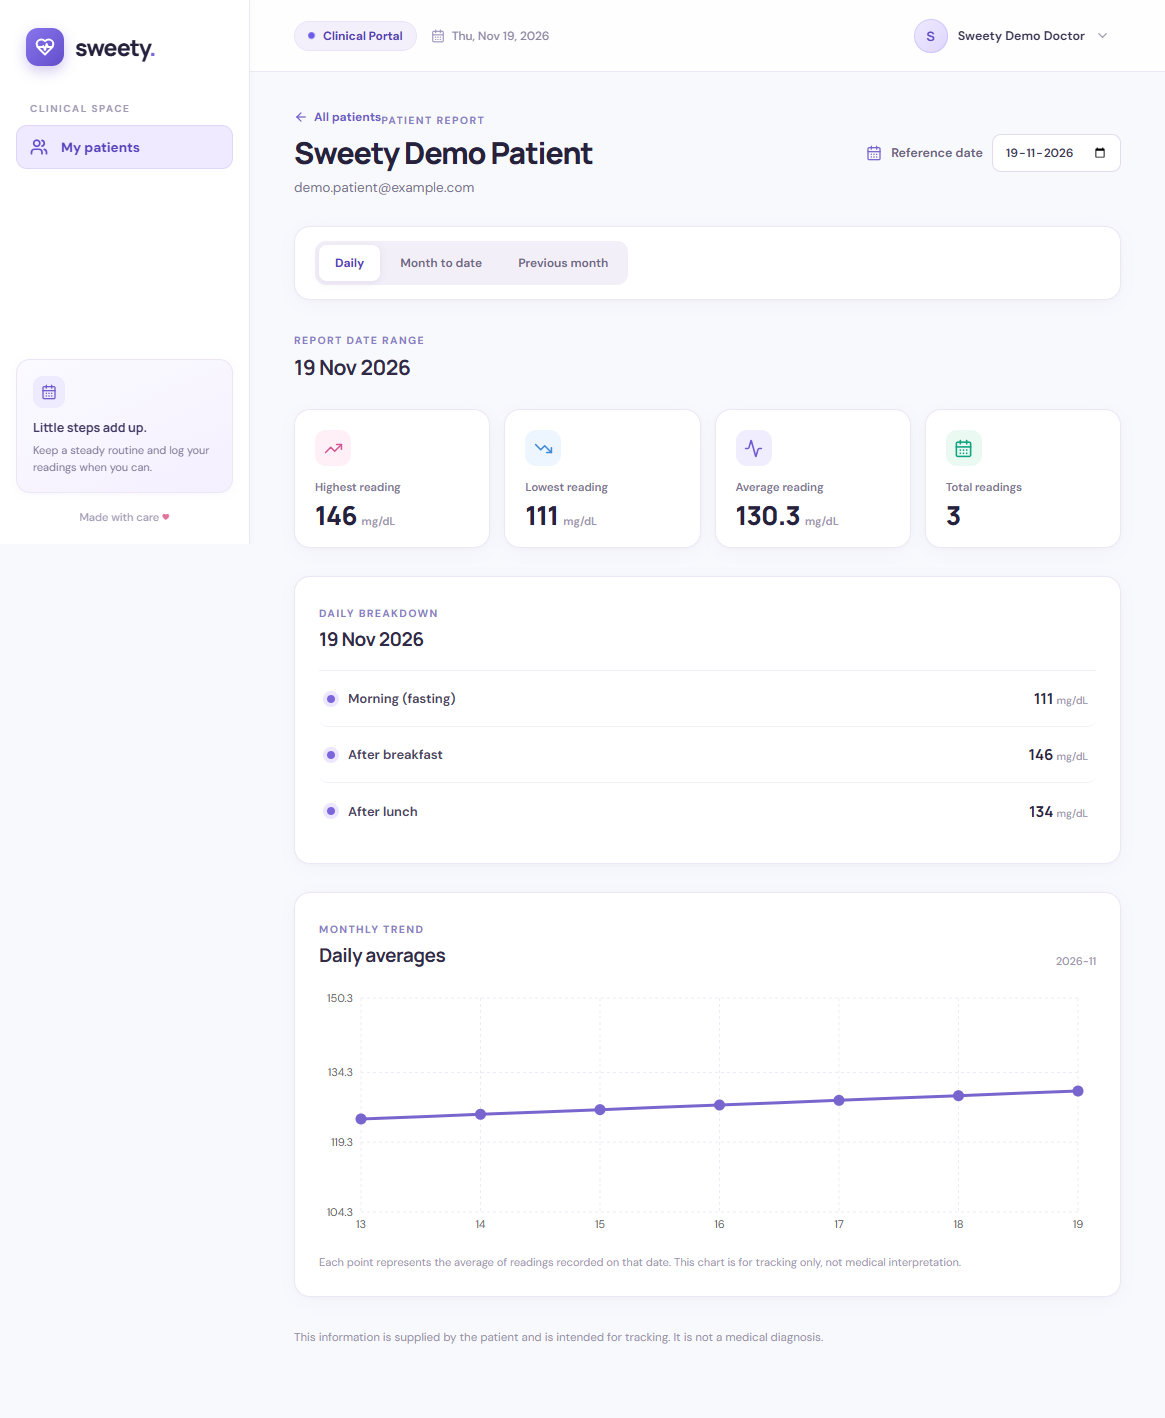 sweety.
CLINICAL SPACE
My patients
Little steps add up.
Keep a steady routine and log your
readings when you can.
Made with care
Clinical Portal
Thu, Nov 19, 2026
S
Sweety Demo Doctor
All patients
PATIENT REPORT
Sweety Demo Patient
demo.patient@example.com
Reference date
19-11-2026
Daily
Month to date
Previous month
REPORT DATE RANGE
19 Nov 2026
Highest reading
146 mg/dL
Lowest reading
111 mg/dL
Average reading
130.3 mg/dL
Total readings
3
DAILY BREAKDOWN
19 Nov 2026
Morning (fasting) 111 mg/dL
After breakfast 146 mg/dL
After lunch 134 mg/dL
MONTHLY TREND
Daily averages
2026-11
150.3
134.3
119.3
104.3
13 14 15 16 17 18 19
Each point represents the average of readings recorded on that date. This chart is for tracking only, not medical interpretation.
This information is supplied by the patient and is intended for tracking. It is not a medical diagnosis.